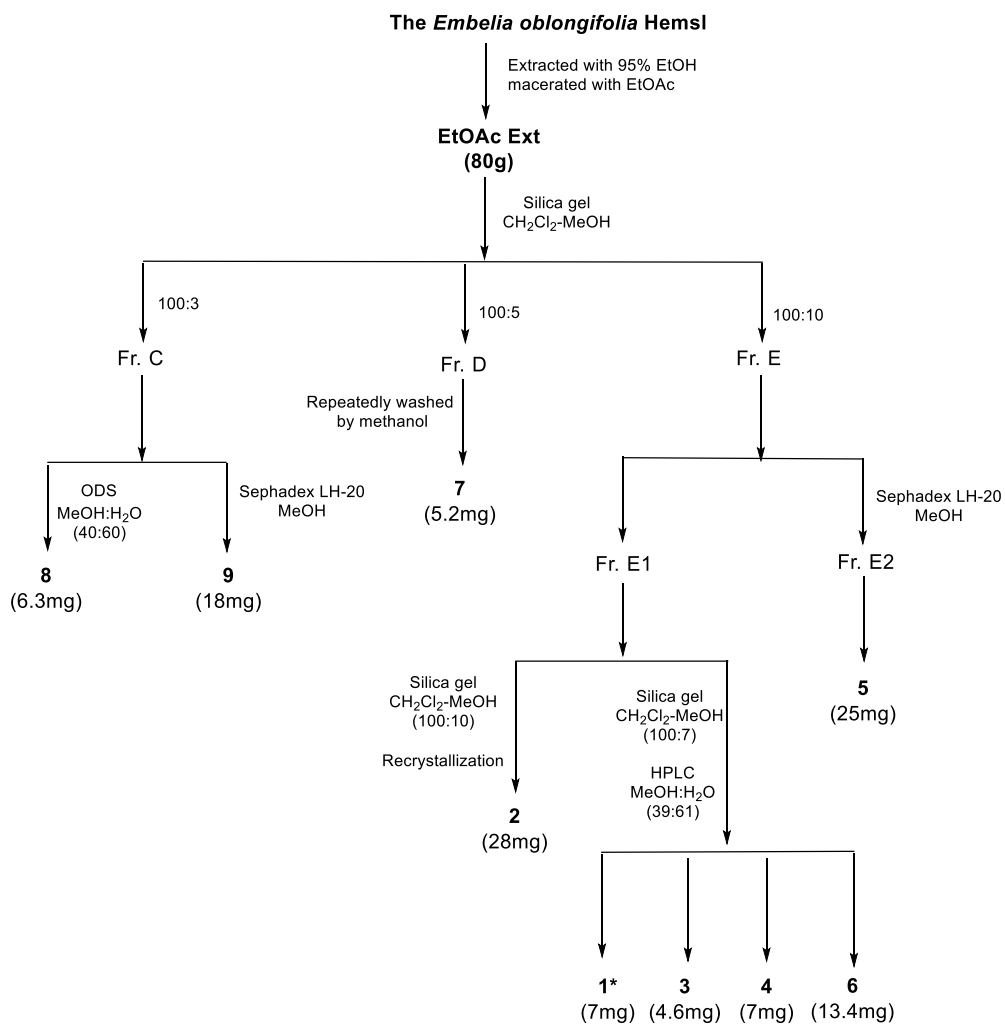 The Embelia oblongifolia Hemsl
Extracted with 95% EtOH
macerated with EtOAc
EtOAc Ext
(80g)
Silica gel
CH₂Cl₂-MeOH
100:3
100:5
100:10
Fr. C
Fr. D
Fr. E
Repeatedly washed
by methanol
7
(5.2mg)
ODS
MeOH:H₂O
(40:60)
Sephadex LH-20
MeOH
8
(6.3mg)
9
(18mg)
Sephadex LH-20
MeOH
Fr. E1
Fr. E2
5
(25mg)
Silica gel
CH₂Cl₂-MeOH
(100:10)
Recrystallization
2
(28mg)
Silica gel
CH₂Cl₂-MeOH
(100:7)
HPLC
MeOH:H₂O
(39:61)
1* 3 4 6
(7mg) (4.6mg) (7mg) (13.4mg)